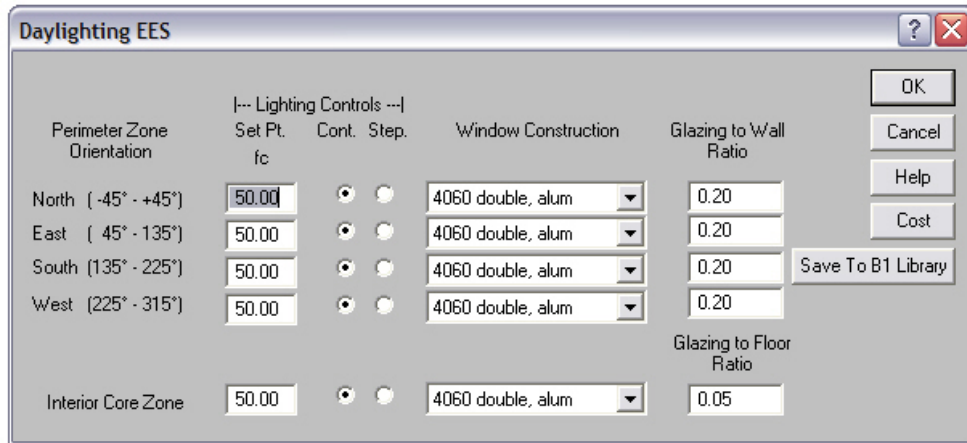 Daylighting EES
?
OK
|--- Lighting Controls ---|
Perimeter Zone Orientation
Set Pt. fc
Cont. Step.
Window Construction
Glazing to Wall Ratio
Cancel
Help
Cost
Save To B1 Library
North ( -45° - +45°) 50.00 4060 double, alum 0.20
East ( 45° - 135°) 50.00 4060 double, alum 0.20
South (135° - 225°) 50.00 4060 double, alum 0.20
West (225° - 315°) 50.00 4060 double, alum 0.20
Glazing to Floor Ratio
Interior Core Zone 50.00 4060 double, alum 0.05